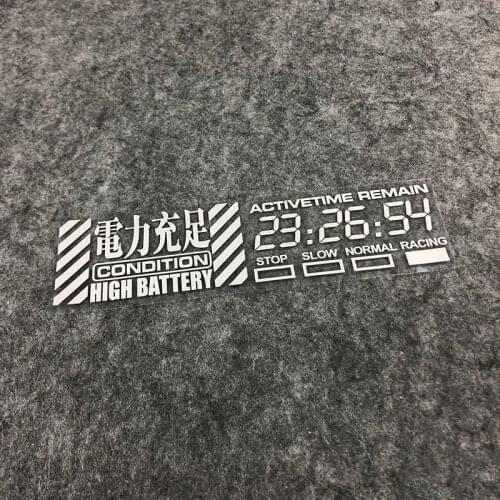 電力充足
CONDITION
HIGH BATTERY
ACTIVETIME REMAIN
23:26:54
STOP SLOW NORMAL RACING